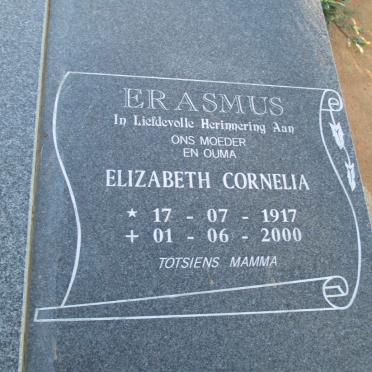 ERASMUS
In Liefdevolle Herinnering Aan
ONS MOEDER
EN OUMA
ELIZABETH CORNELIA
★ 17 - 07 - 1917
+ 01 - 06 - 2000
TOTSIENS MAMMA